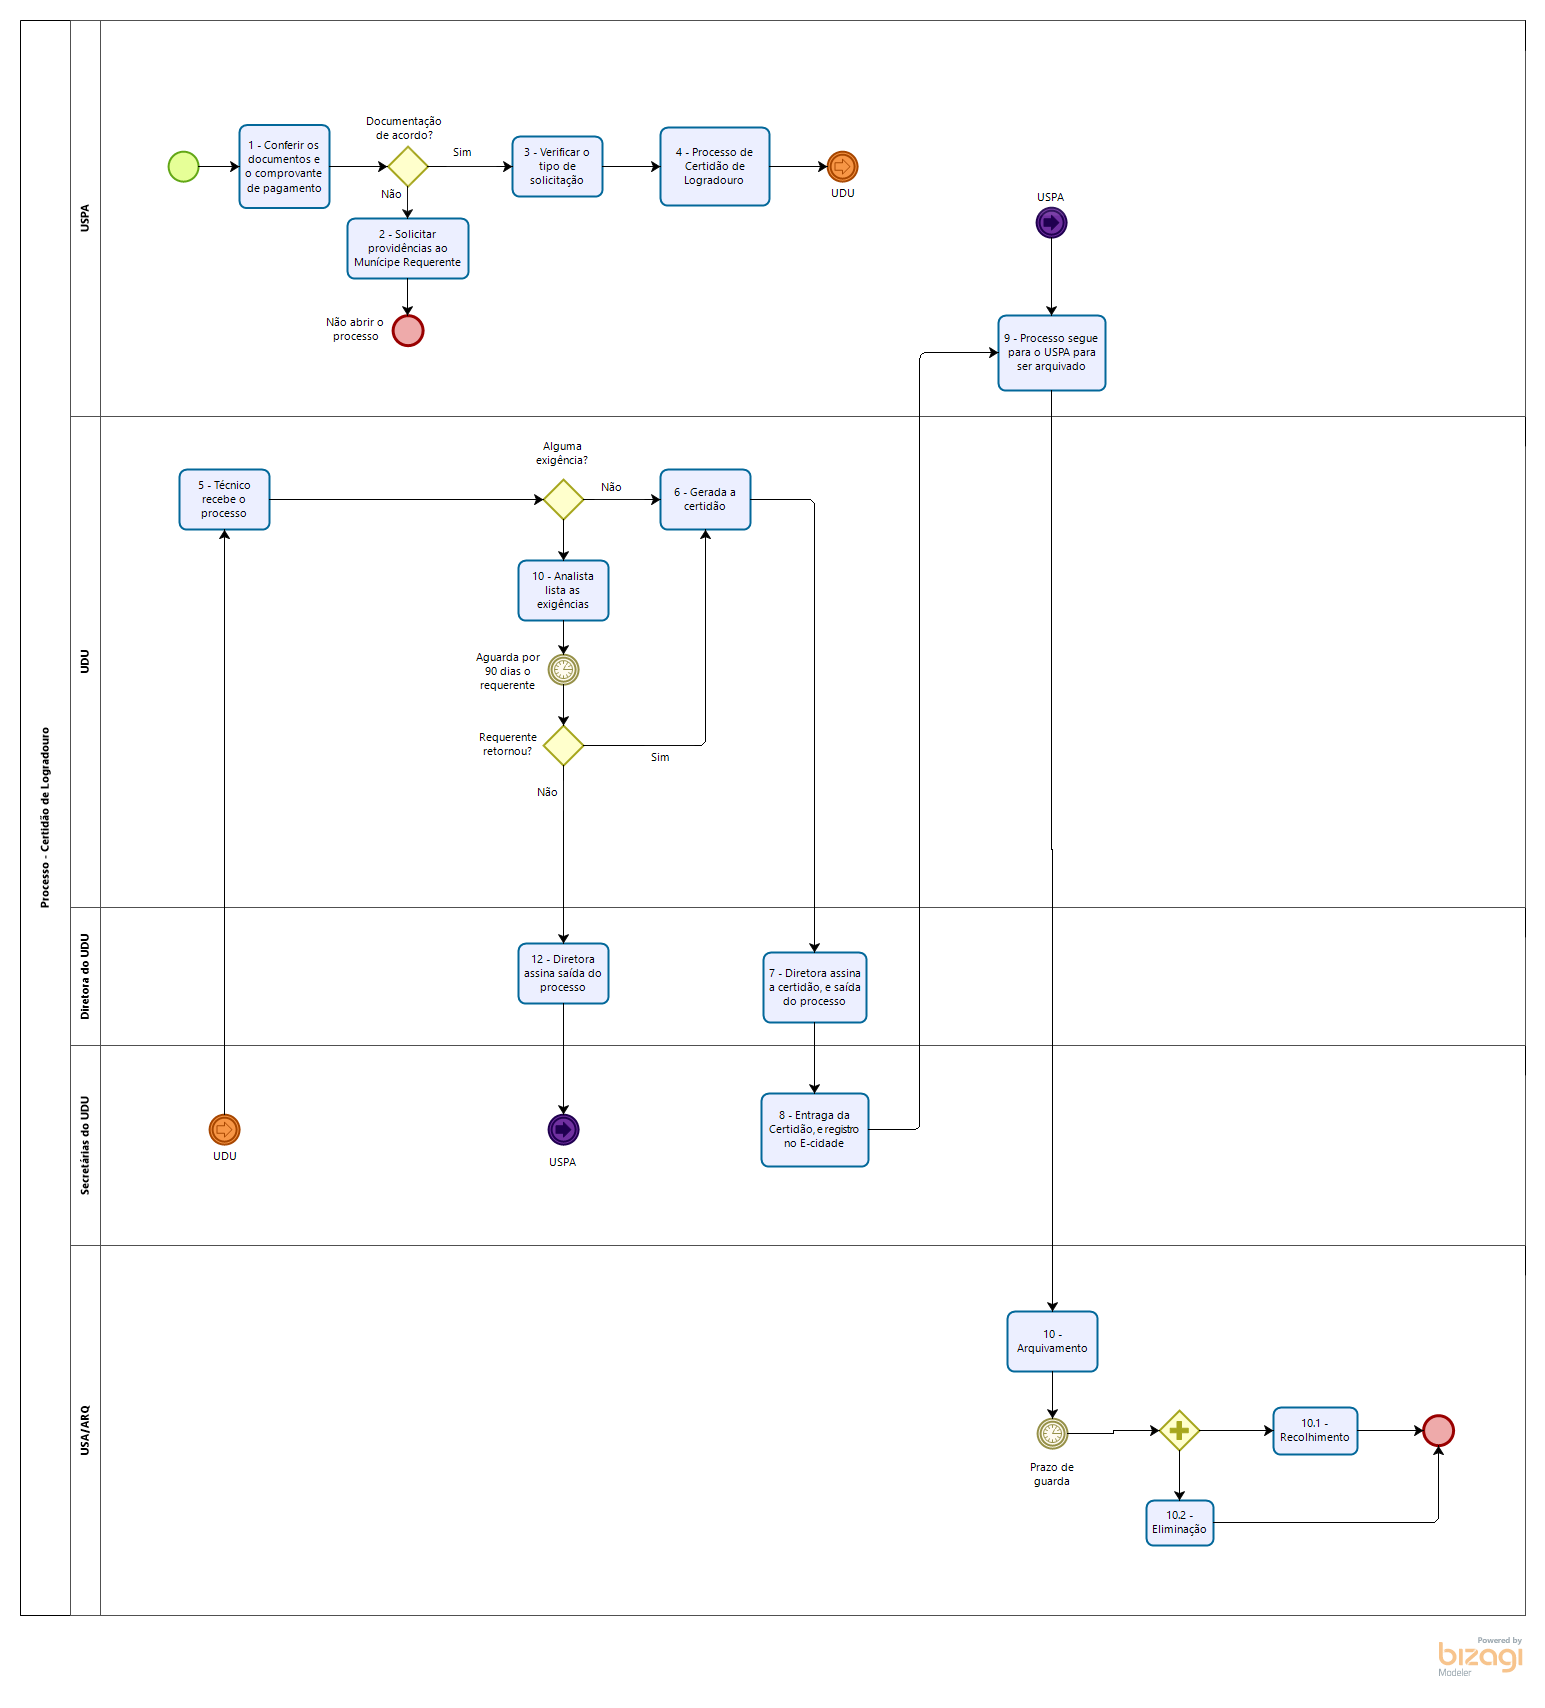 Processo - Certidão de Logradouro
USPA
Documentação
de acordo?
1 - Conferir os
documentos e
o comprovante
de pagamento
Sim
Não
3 - Verificar o
tipo de
solicitação
4 - Processo de
Certidão de
Logradouro
UDU
2 - Solicitar
providências ao
Munícipe Requerente
Não abrir o
processo
USPA
9 - Processo segue
para o USPA para
ser arquivado
UDU
5 - Técnico
recebe o
processo
Alguma
exigência?
Não
6 - Gerada a
certidão
10 - Analista
lista as
exigências
Aguarda por
90 dias o
requerente
Requerente
retornou?
Sim
Não
Diretora do UDU
12 - Diretora
assina saída do
processo
7 - Diretora assina
a certidão, e saída
do processo
Secretárias do UDU
UDU
USPA
8 - Entraga da
Certidão, e registro
no E-cidade
USA/ARQ
10 -
Arquivamento
Prazo de
guarda
10.1 -
Recolhimento
10.2 -
Eliminação
Powered by
bizagi
Modeler